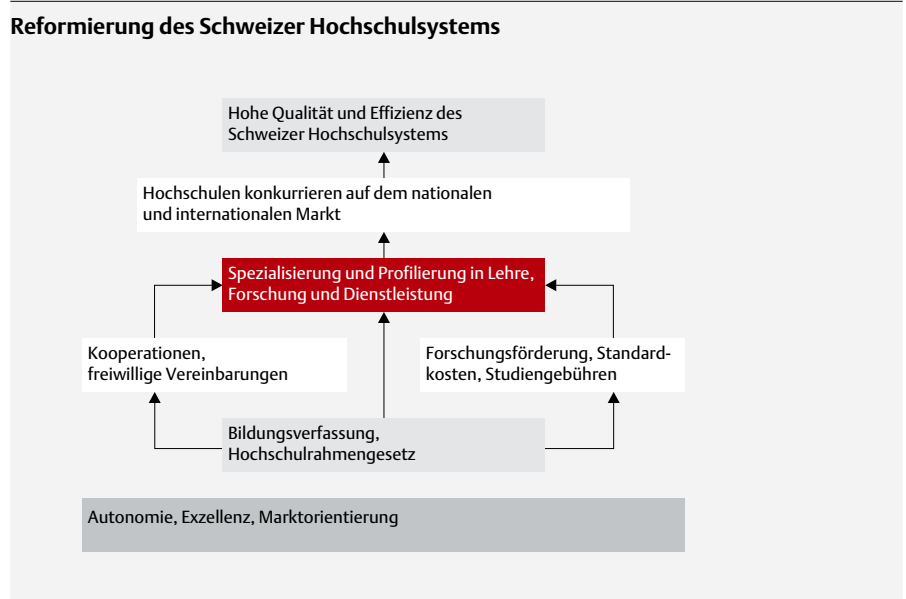 Reformierung des Schweizer Hochschulsystems
Hohe Qualität und Effizienz des
Schweizer Hochschulsystems
Hochschulen konkurrieren auf dem nationalen
und internationalen Markt
Spezialisierung und Profilierung in Lehre,
Forschung und Dienstleistung
Kooperationen,
freiwillige Vereinbarungen
Forschungsförderung, Standard-
kosten, Studiengebühren
Bildungsverfassung,
Hochschulrahmengesetz
Autonomie, Exzellenz, Marktorientierung